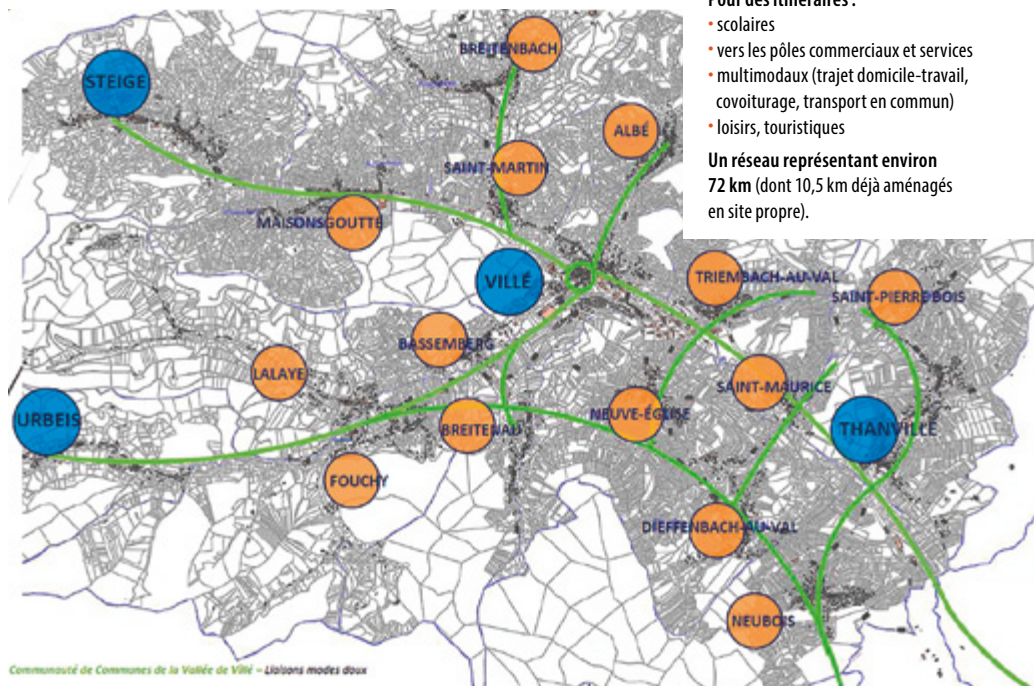 Pour des itinéraires :
• scolaires
• vers les pôles commerciaux et services
• multimodaux (trajet domicile-travail,
covoiturage, transport en commun)
• loisirs, touristiques
Un réseau représentant environ
72 km (dont 10,5 km déjà aménagés
en site propre).
BREITENBACH
STEIGE
ALBÉ
SAINT-MARTIN
MAISONSGOUTTE
VILLÉ
TRIEMBACH-AU-VAL
SAINT-PIERREBOIS
BASSEMBERG
LALAYE
SAINT-MAURICE
URBEIS
BREITENAU
NEUVE-ÉGLISE
THANVILLÉ
FOUCHY
DIEFFENBACH-AU-VAL
NEUBOIS
Communauté de Communes de la Vallée de Villé – Liaisons modes doux